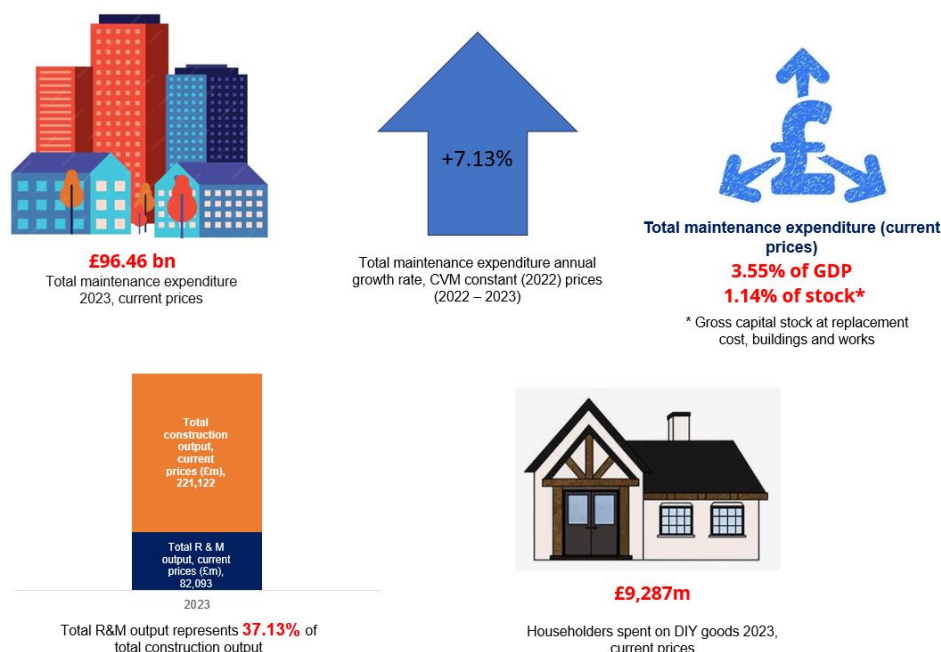 +7.13%
£96.46 bn
Total maintenance expenditure
2023, current prices
Total maintenance expenditure annual
growth rate, CVM constant (2022) prices
(2022 – 2023)
Total maintenance expenditure (current
prices)
3.55% of GDP
1.14% of stock*
* Gross capital stock at replacement
cost, buildings and works
Total
construction
output,
current
prices (£m),
221,122
Total R & M
output, current
prices (£m),
82,093
2023
Total R&M output represents 37.13% of
total construction output
£9,287m
Householders spent on DIY goods 2023,
current prices